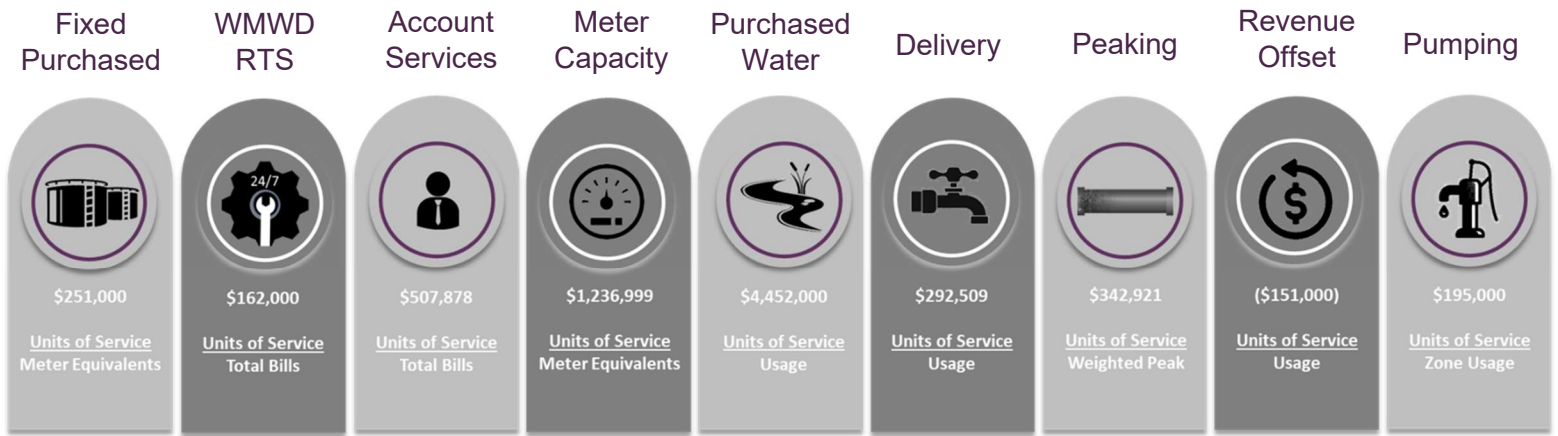 Fixed
Purchased
WMWD
RTS
Account
Services
Meter
Capacity
Purchased
Water
Delivery
Peaking
Revenue
Offset
Pumping
24/7
$251,000
Units of Service
Meter Equivalents
$162,000
Units of Service
Total Bills
$507,878
Units of Service
Total Bills
$1,236,999
Units of Service
Meter Equivalents
$4,452,000
Units of Service
Usage
$292,509
Units of Service
Usage
$342,921
Units of Service
Weighted Peak
($151,000)
Units of Service
Usage
$195,000
Units of Service
Zone Usage